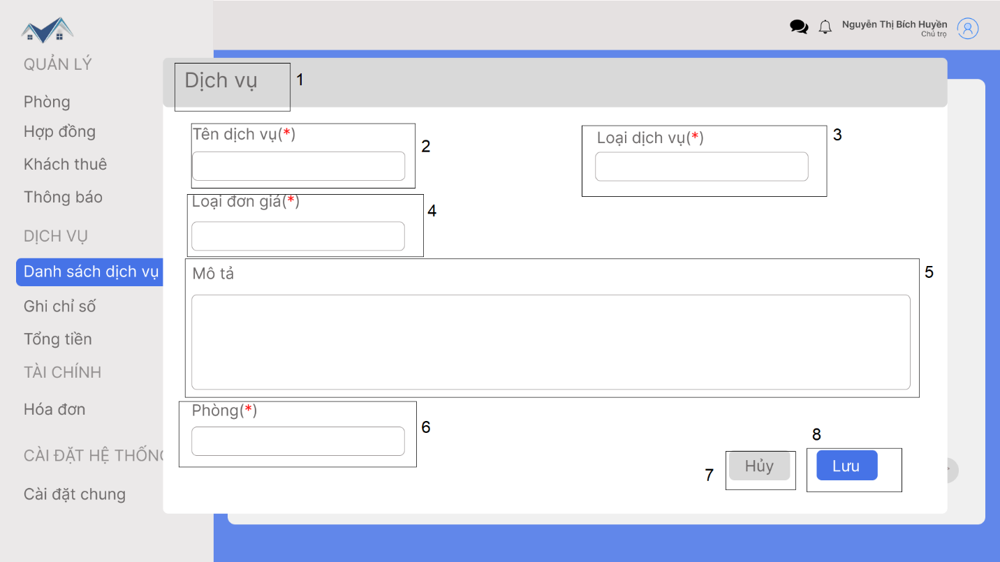 Nguyễn Thị Bích Huyền
Chủ trọ
QUẢN LÝ
Phòng
Hợp đồng
Khách thuê
Thông báo
DỊCH VỤ
Danh sách dịch vụ
Ghi chỉ số
Tổng tiền
TÀI CHÍNH
Hóa đơn
CÀI ĐẶT HỆ THỐNG
Cài đặt chung
Dịch vụ 1
Tên dịch vụ(*) 2
Loại dịch vụ(*) 3
Loại đơn giá(*) 4
Mô tả 5
Phòng(*) 6
7 Hủy
8
Lưu